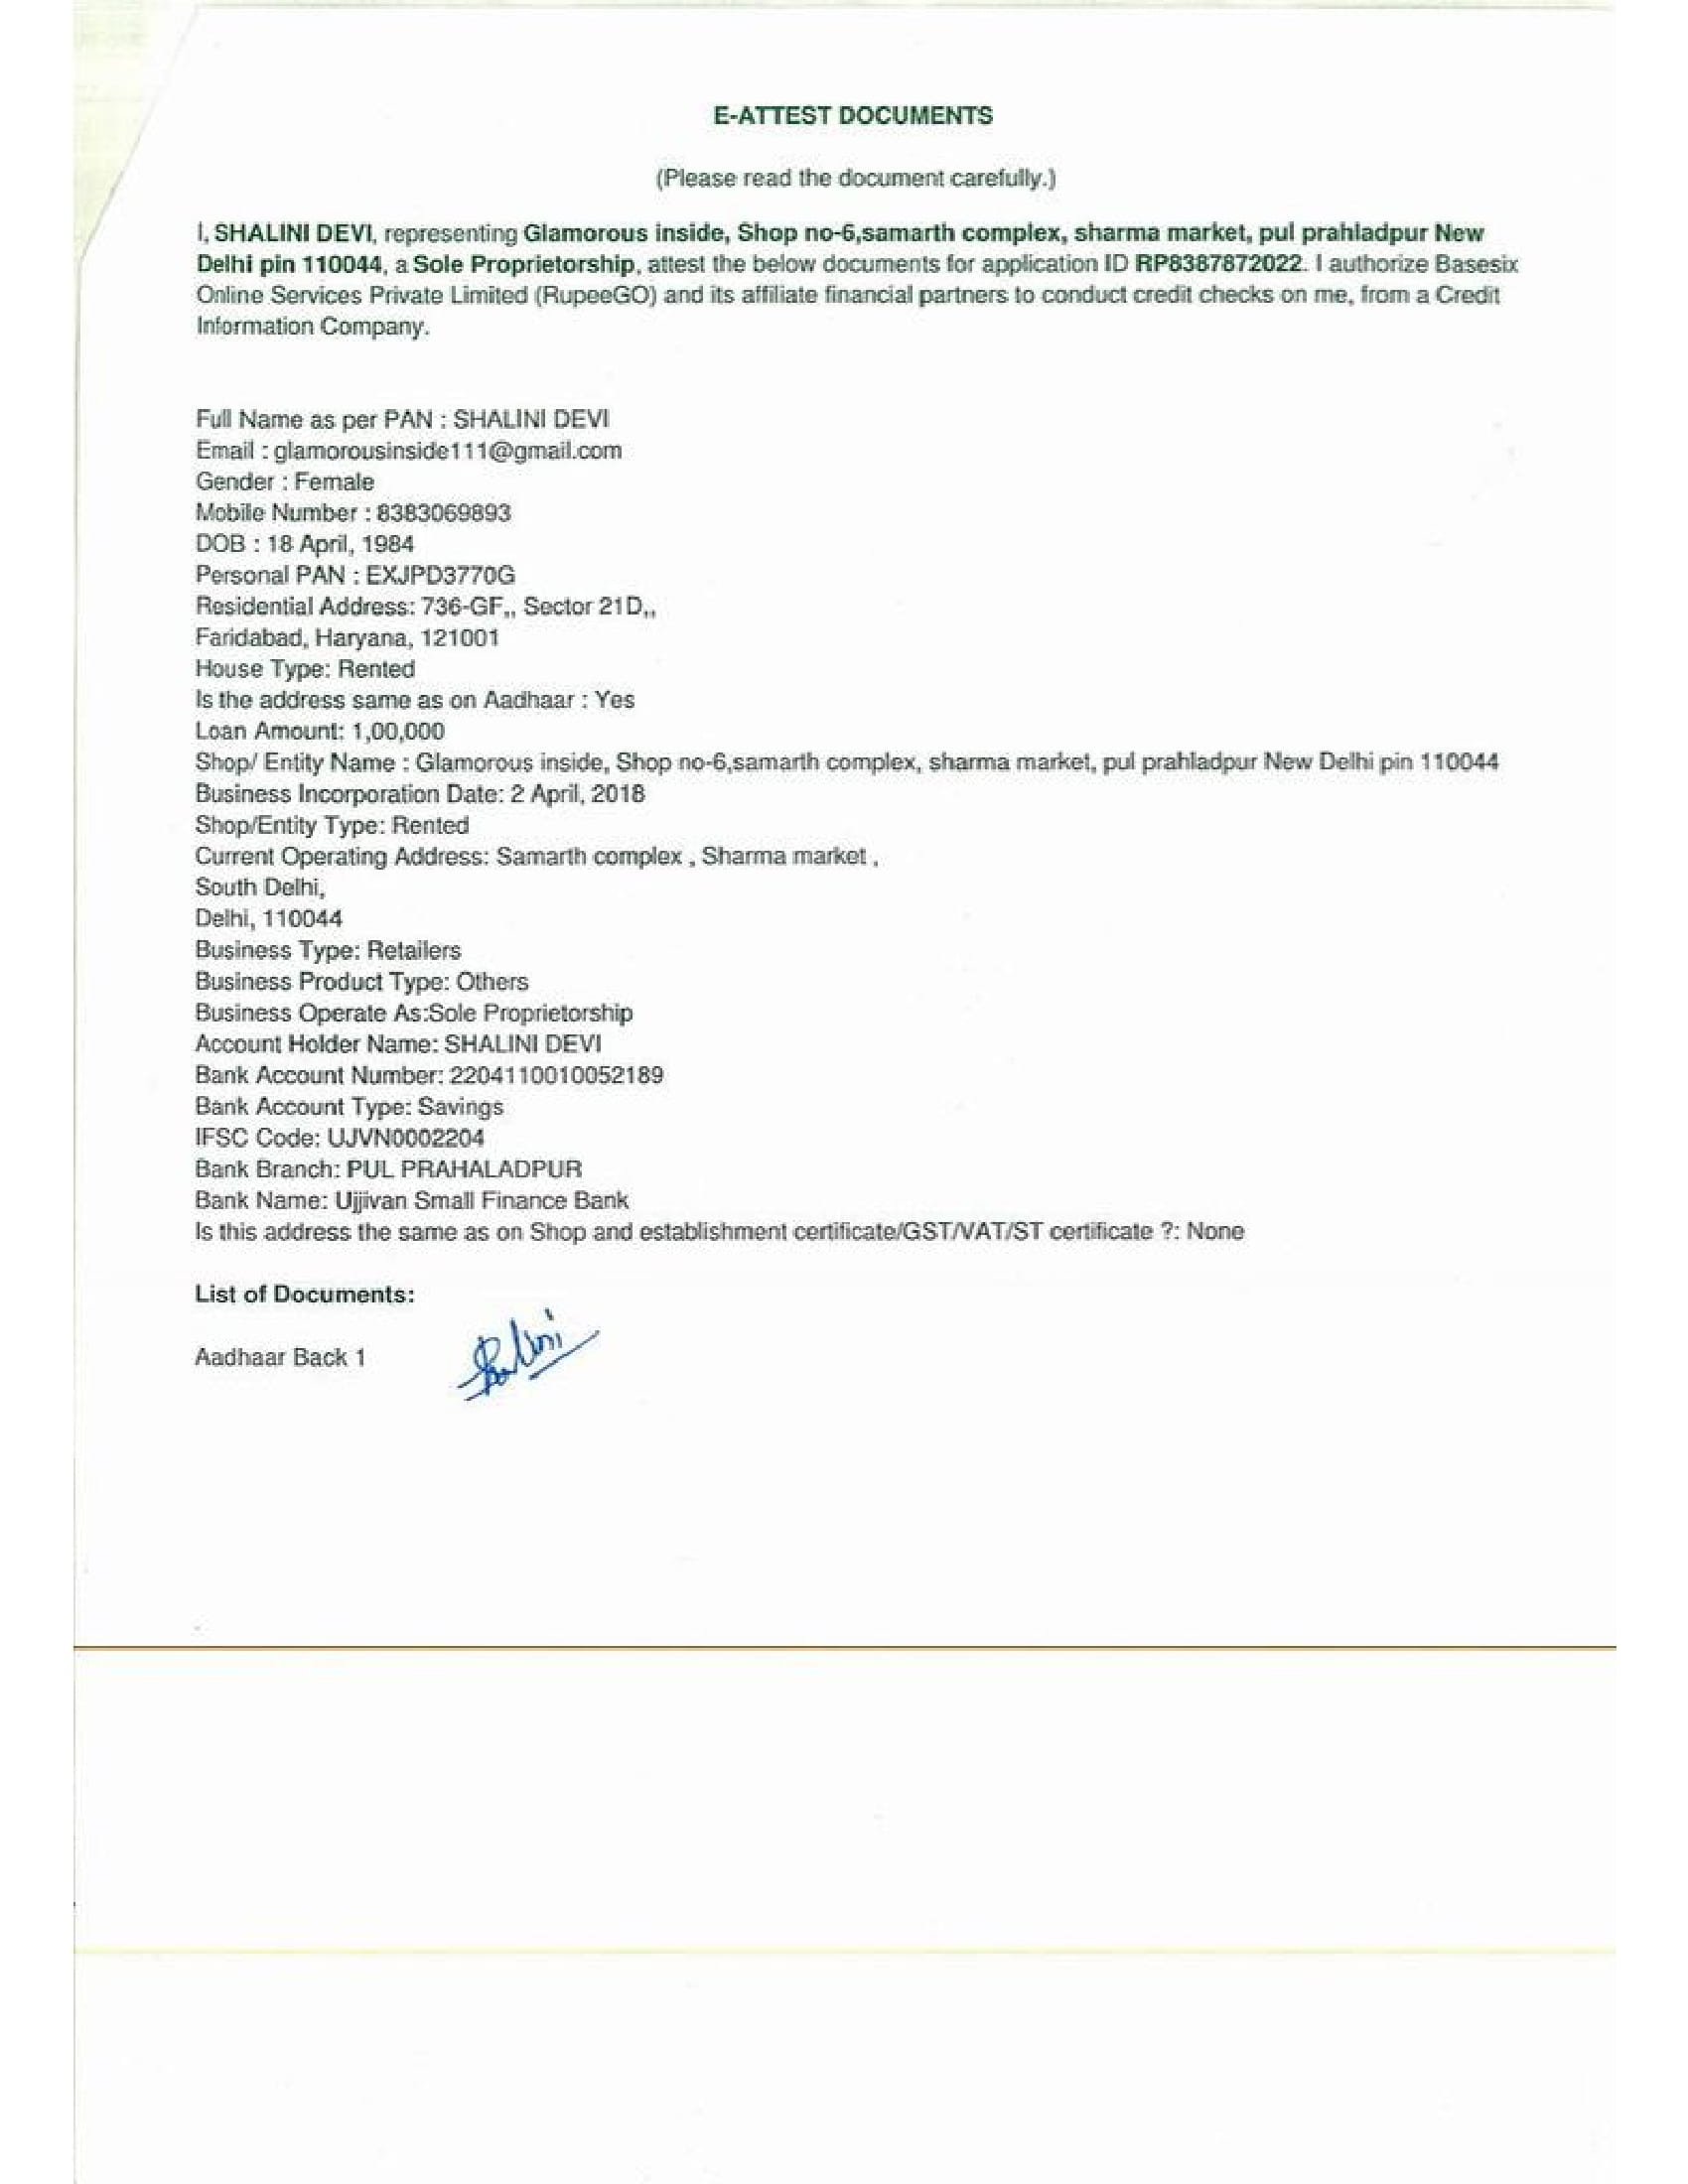 E-ATTEST DOCUMENTS
(Please read the document carefully.)
I, SHALINI DEVI, representing Glamorous inside, Shop no-6,samarth complex, sharma market, pul prahladpur New
Delhi pin 110044, a Sole Proprietorship, attest the below documents for application ID RP8387872022. I authorize Basesix
Online Services Private Limited (RupeeGO) and its affiliate financial partners to conduct credit checks on me, from a Credit
Information Company.
Full Name as per PAN : SHALINI DEVI
Email : glamorousinside111@gmail.com
Gender : Female
Mobile Number : 8383069893
DOB : 18 April, 1984
Personal PAN : EXJPD3770G
Residential Address: 736-GF,, Sector 21D,,
Faridabad, Haryana, 121001
House Type: Rented
Is the address same as on Aadhaar : Yes
Loan Amount: 1,00,000
Shop/ Entity Name : Glamorous inside, Shop no-6,samarth complex, sharma market, pul prahladpur New Delhi pin 110044
Business Incorporation Date: 2 April, 2018
Shop/Entity Type: Rented
Current Operating Address: Samarth complex , Sharma market ,
South Delhi,
Delhi, 110044
Business Type: Retailers
Business Product Type: Others
Business Operate As:Sole Proprietorship
Account Holder Name: SHALINI DEVI
Bank Account Number: 2204110010052189
Bank Account Type: Savings
IFSC Code: UJVN0002204
Bank Branch: PUL PRAHALADPUR
Bank Name: Ujjivan Small Finance Bank
Is this address the same as on Shop and establishment certificate/GST/VAT/ST certificate ?: None
List of Documents:
Aadhaar Back 1
Shalini